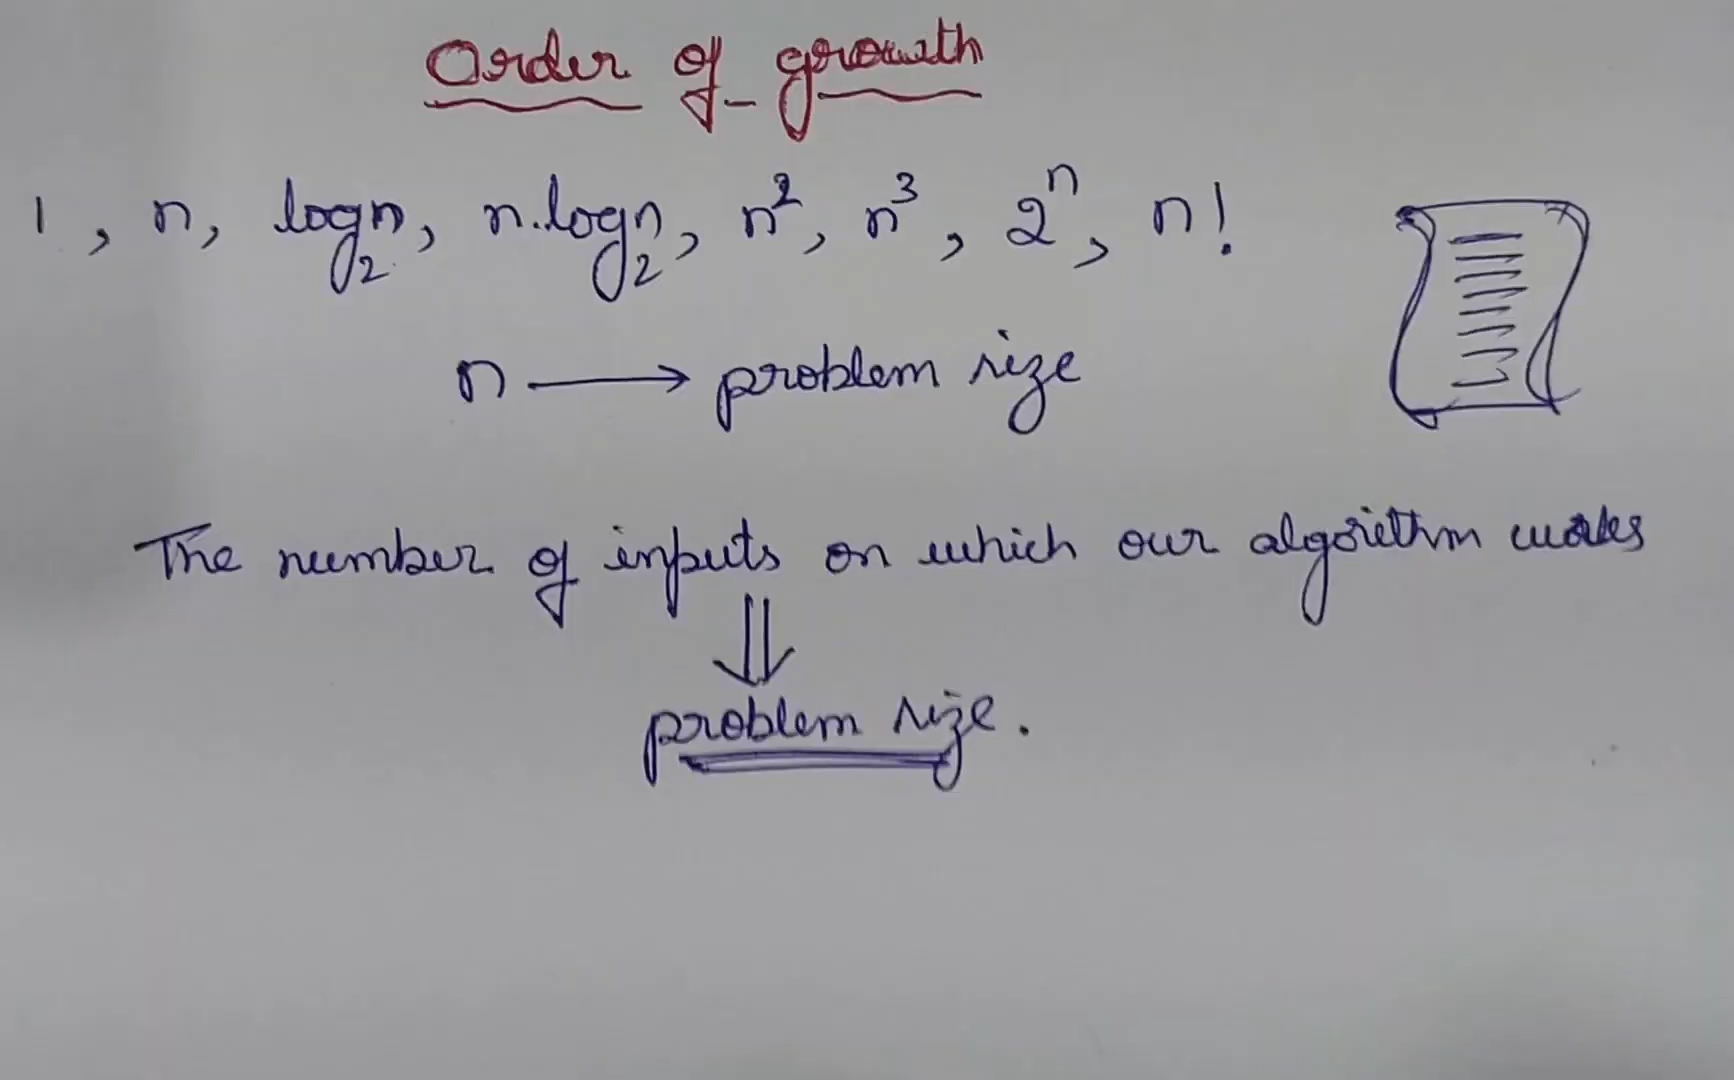 Order of growth
1, n, log₂n, n.log₂n, n², n³, 2ⁿ, n!
n ⟶ problem size
The number of inputs on which our algorithm works
⇓
problem size.